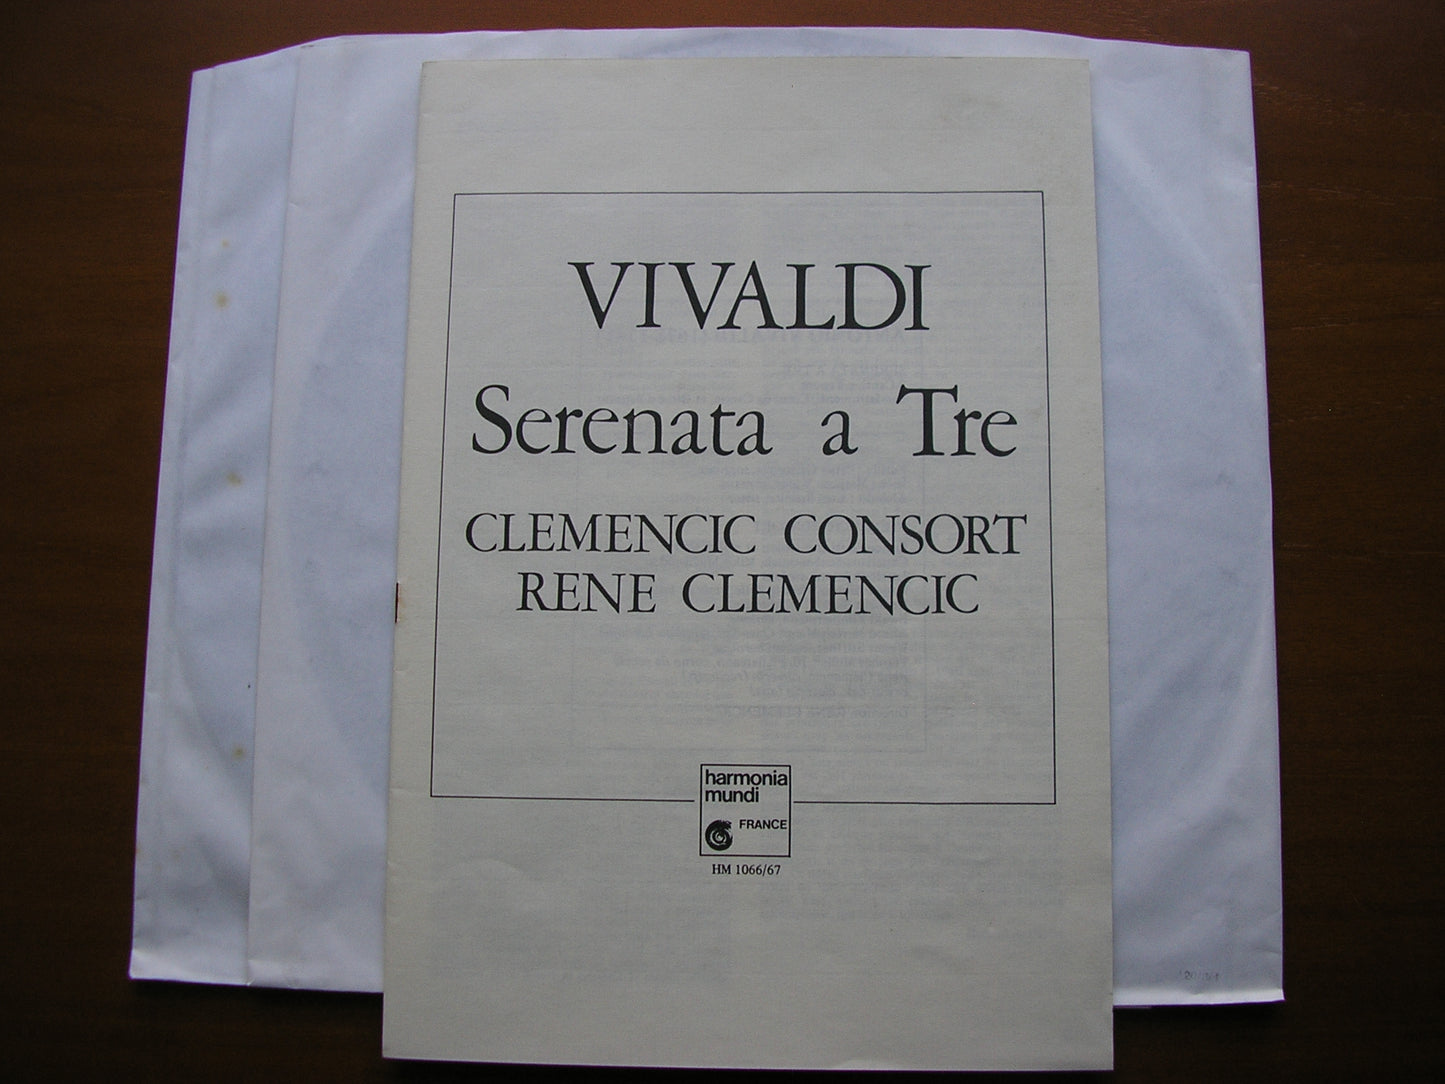 VIVALDI
Serenata a Tre
CLEMENCIC CONSORT
RENE CLEMENCIC
harmonia
mundi
FRANCE
HM 1066/67